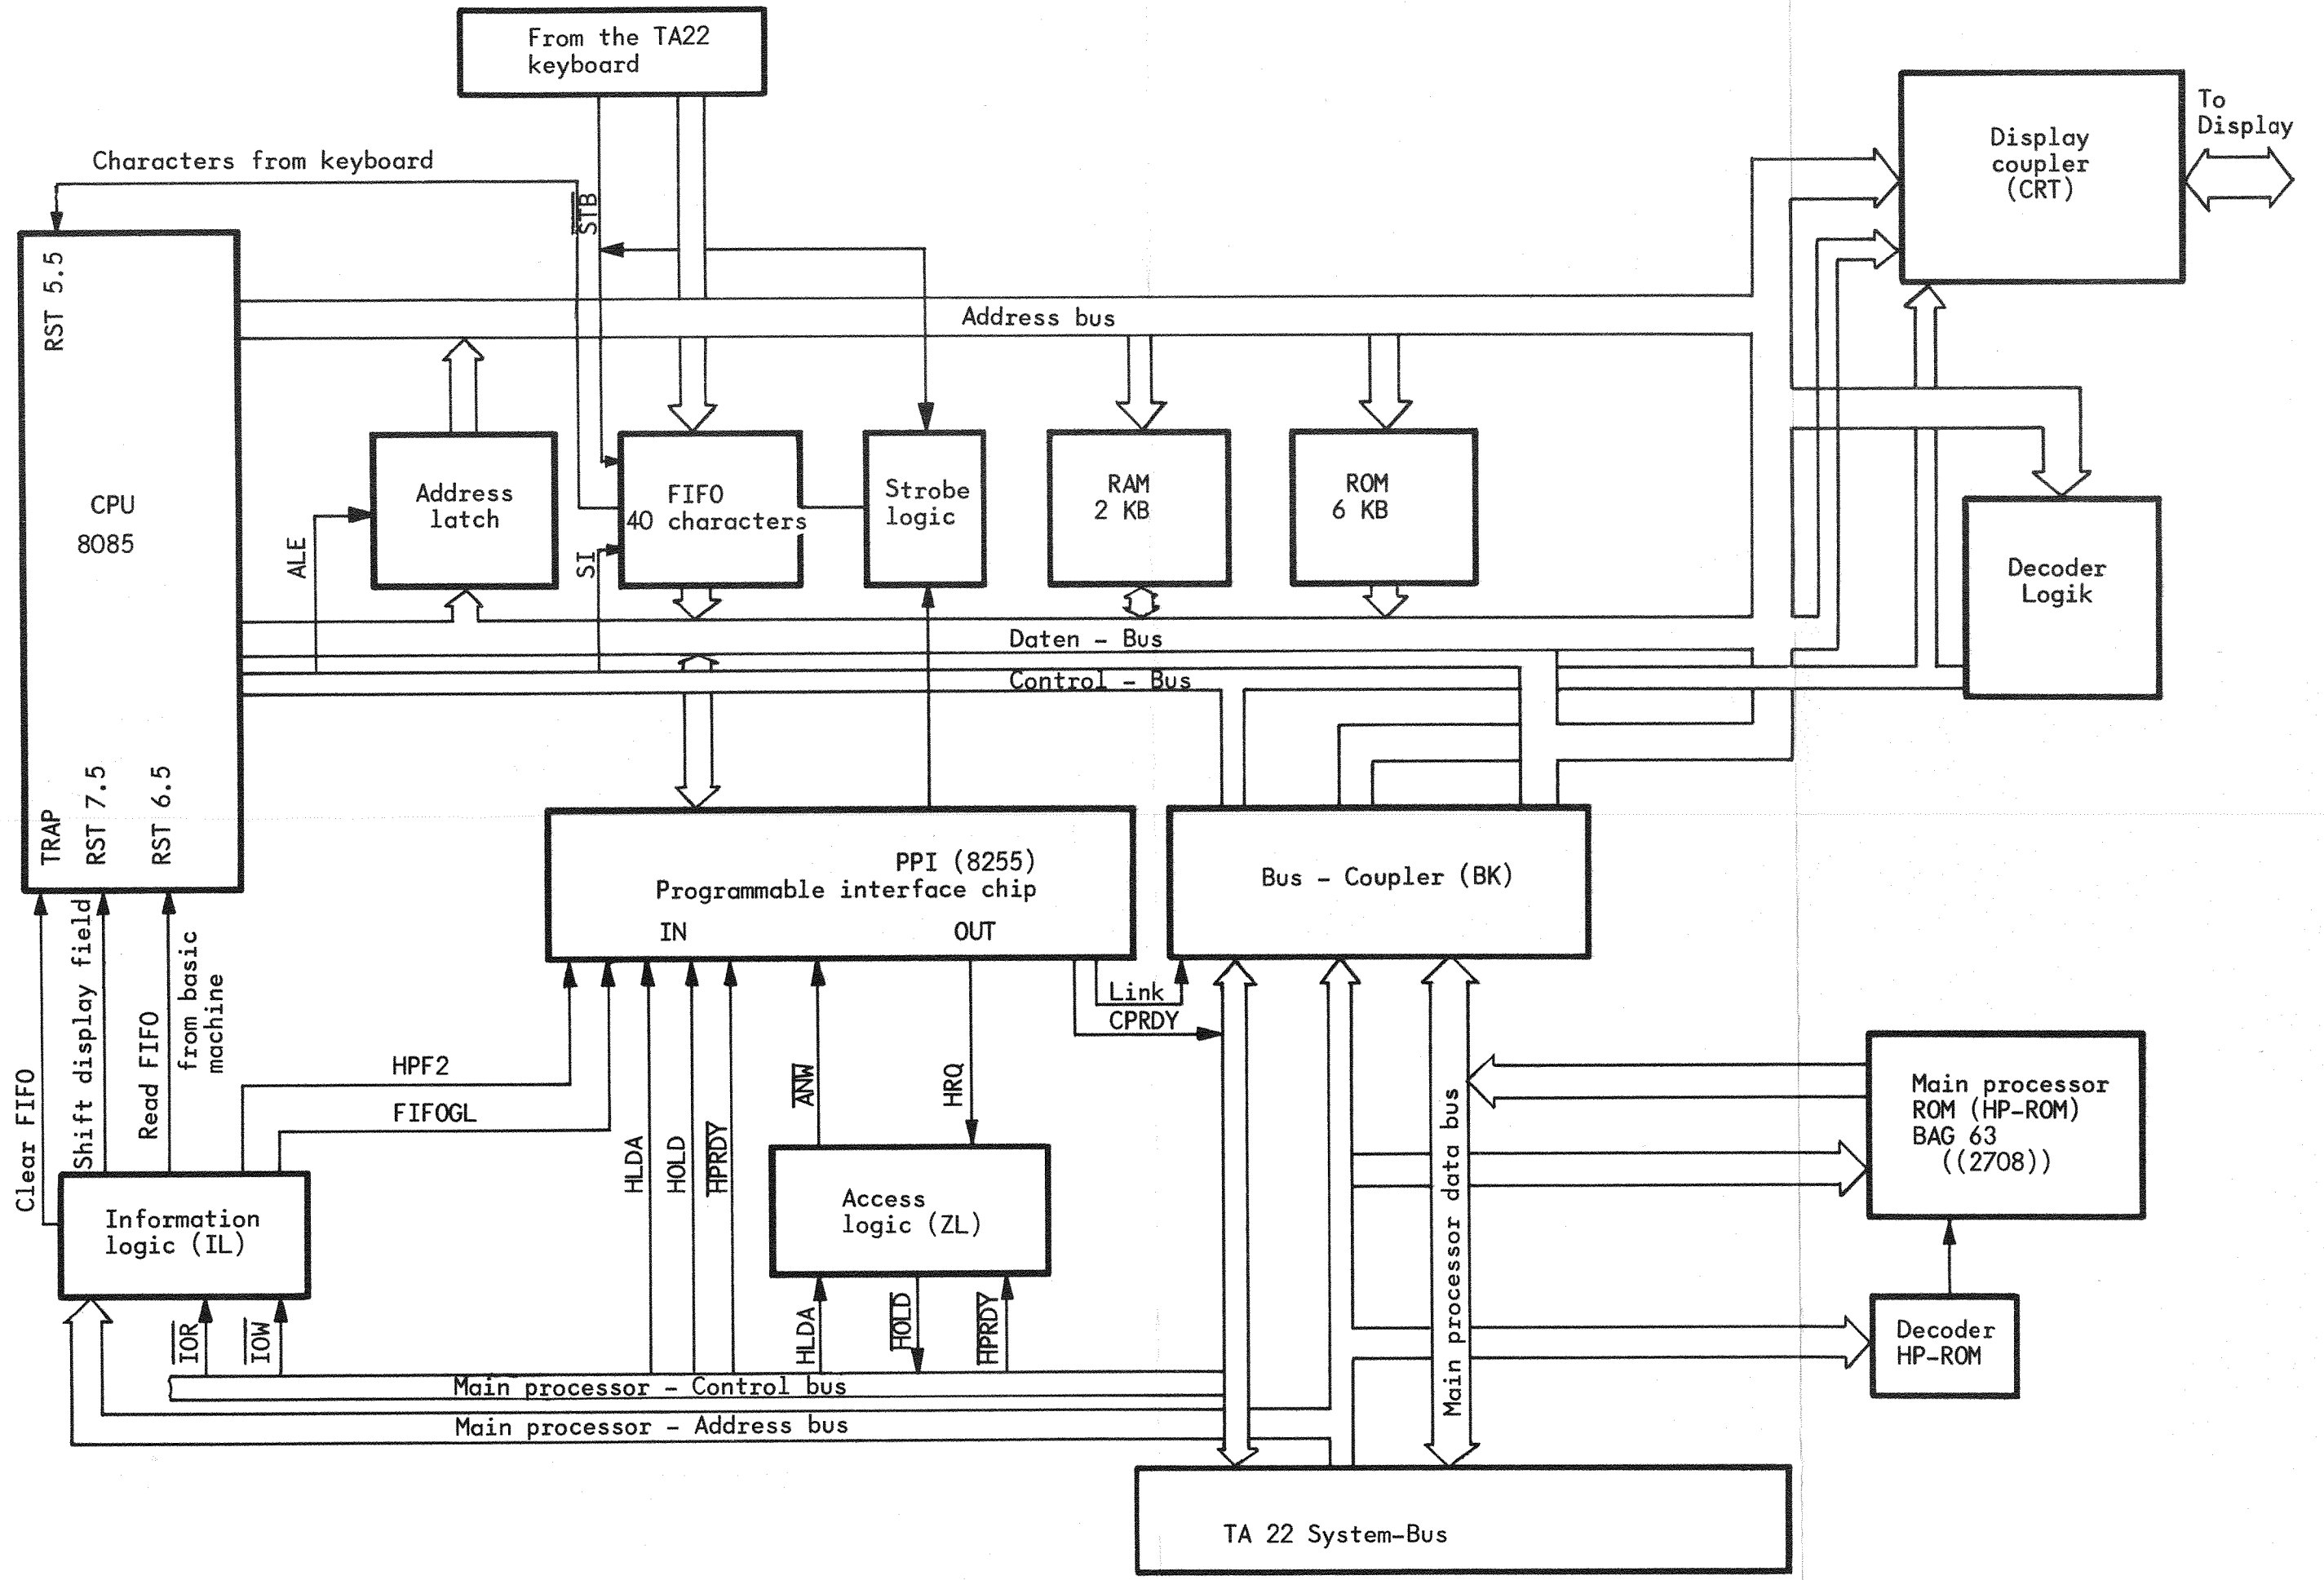 From the TA22
keyboard
To
Display
Display
coupler
(CRT)
Characters from keyboard
STB
RST 5.5
Address bus
CPU
8085
ALE
Address
latch
SI
FIFO
40 characters
Strobe
logic
RAM
2 KB
ROM
6 KB
Decoder
Logik
Daten - Bus
Control - Bus
TRAP
RST 7.5
RST 6.5
PPI (8255)
Programmable interface chip
IN
OUT
Bus - Coupler (BK)
Clear FIFO
Shift display field
Read FIFO
from basic
machine
Link
CPRDY
HPF2
FIFOGL
HLDA
HOLD
HPRDY
ANW
HRQ
Main processor data bus
Main processor
ROM (HP-ROM)
BAG 63
((2708))
Information
logic (IL)
Access
logic (ZL)
IOR
IOW
HLDA
HOLD
HPRDY
Decoder
HP-ROM
Main processor - Control bus
Main processor - Address bus
TA 22 System-Bus